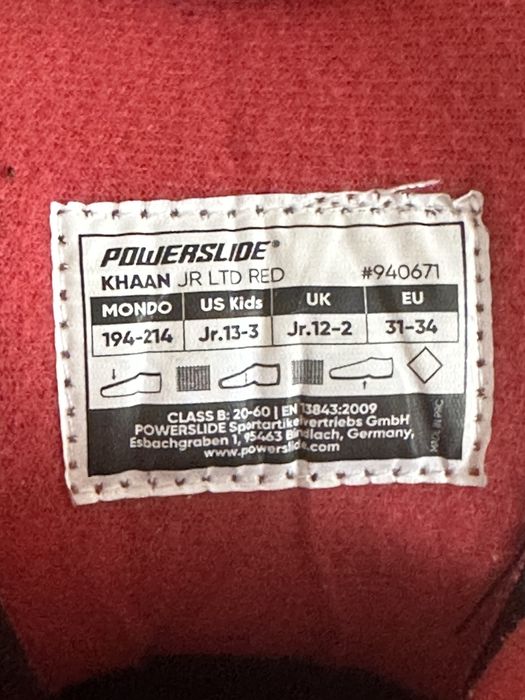 POWERSLIDE®
KHAAN JR LTD RED #940671
MONDO US Kids UK EU
194-214 Jr.13-3 Jr.12-2 31-34
CLASS B: 20-60 | EN 13843:2009
POWERSLIDE Sportartikelvertriebs GmbH
Esbachgraben 1, 95463 Bindlach, Germany,
www.powerslide.com
MADE IN PRC